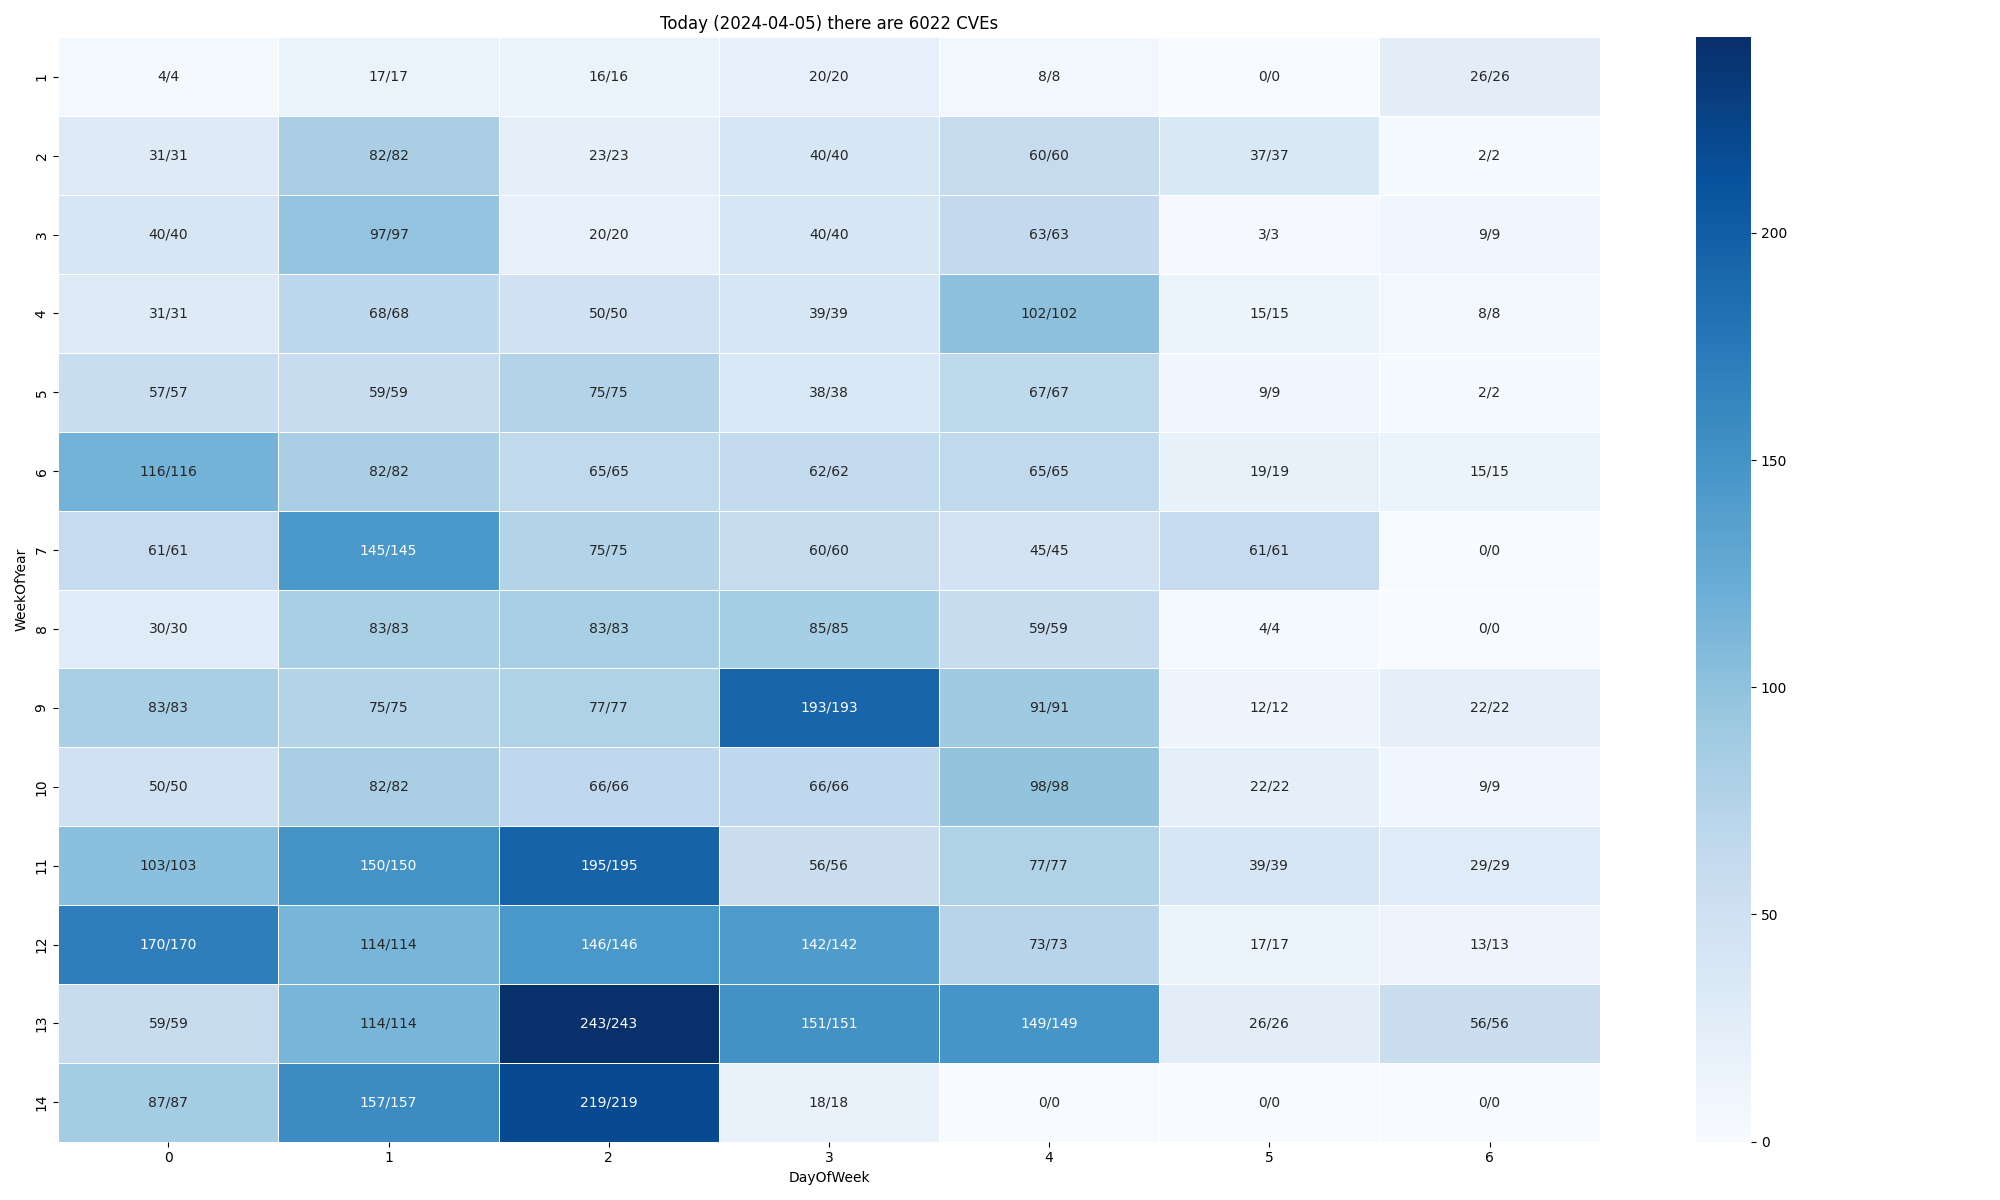 Today (2024-04-05) there are 6022 CVEs
1 4/4 17/17 16/16 20/20 8/8 0/0 26/26
2 31/31 82/82 23/23 40/40 60/60 37/37 2/2
3 40/40 97/97 20/20 40/40 63/63 3/3 9/9
200
4 31/31 68/68 50/50 39/39 102/102 15/15 8/8
5 57/57 59/59 75/75 38/38 67/67 9/9 2/2
6 116/116 82/82 65/65 62/62 65/65 19/19 15/15
150
7 61/61 145/145 75/75 60/60 45/45 61/61 0/0
WeekOfYear
8 30/30 83/83 83/83 85/85 59/59 4/4 0/0
9 83/83 75/75 77/77 193/193 91/91 12/12 22/22
100
10 50/50 82/82 66/66 66/66 98/98 22/22 9/9
11 103/103 150/150 195/195 56/56 77/77 39/39 29/29
50
12 170/170 114/114 146/146 142/142 73/73 17/17 13/13
13 59/59 114/114 243/243 151/151 149/149 26/26 56/56
14 87/87 157/157 219/219 18/18 0/0 0/0 0/0
0
0 1 2 3 4 5 6
DayOfWeek